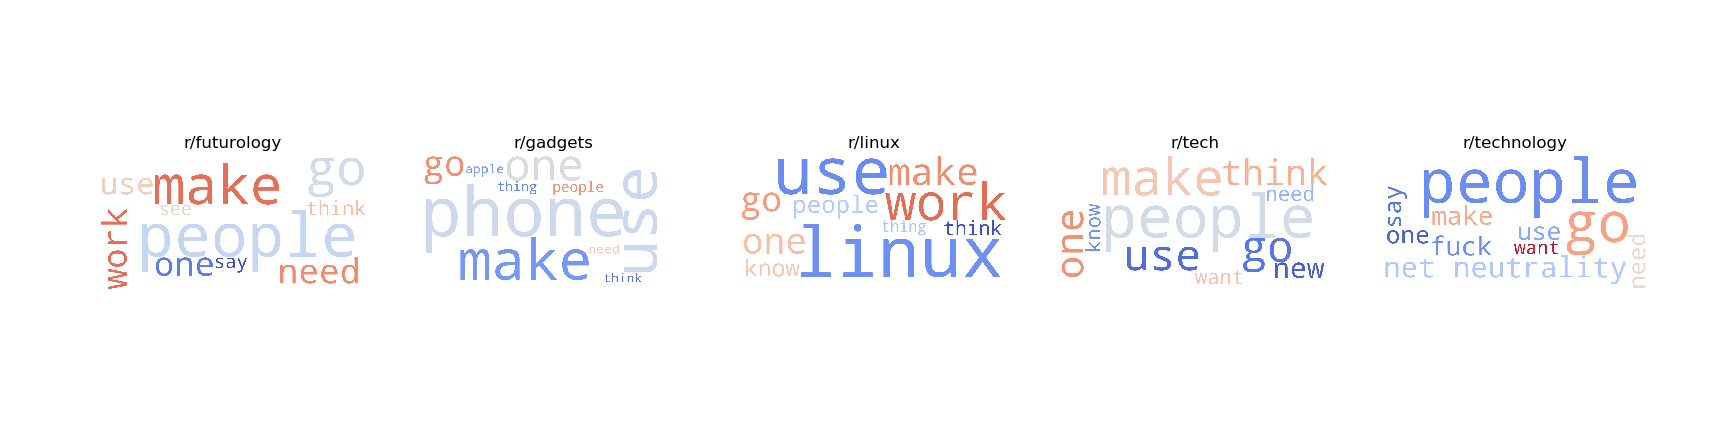 r/futurology
make
go
use
see
think
work
people
one
say
need
r/gadgets
go
apple
one
thing
people
phone
use
make
need
think
r/linux
use
make
go
people
work
one
thing
think
know
linux
r/tech
make
think
need
people
know
one
use
go
new
want
r/technology
people
say
make
go
one
fuck
use
want
net neutrality
need